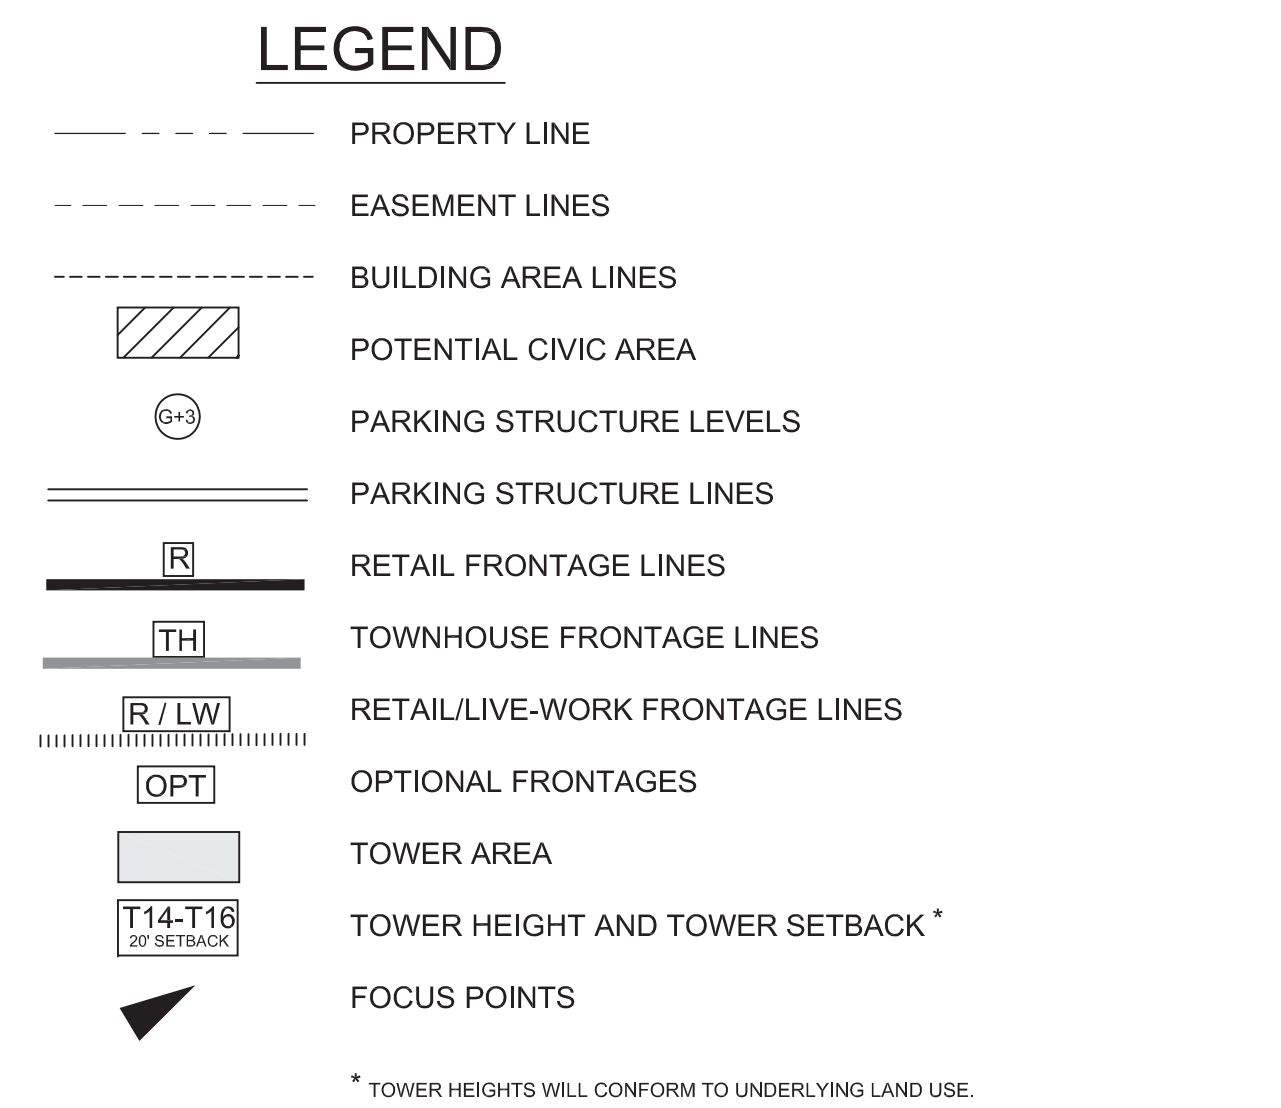 LEGEND
PROPERTY LINE
EASEMENT LINES
BUILDING AREA LINES
POTENTIAL CIVIC AREA
G+3 PARKING STRUCTURE LEVELS
PARKING STRUCTURE LINES
R RETAIL FRONTAGE LINES
TH TOWNHOUSE FRONTAGE LINES
R / LW RETAIL/LIVE-WORK FRONTAGE LINES
OPT OPTIONAL FRONTAGES
TOWER AREA
T14-T16 TOWER HEIGHT AND TOWER SETBACK *
20' SETBACK
FOCUS POINTS
* TOWER HEIGHTS WILL CONFORM TO UNDERLYING LAND USE.